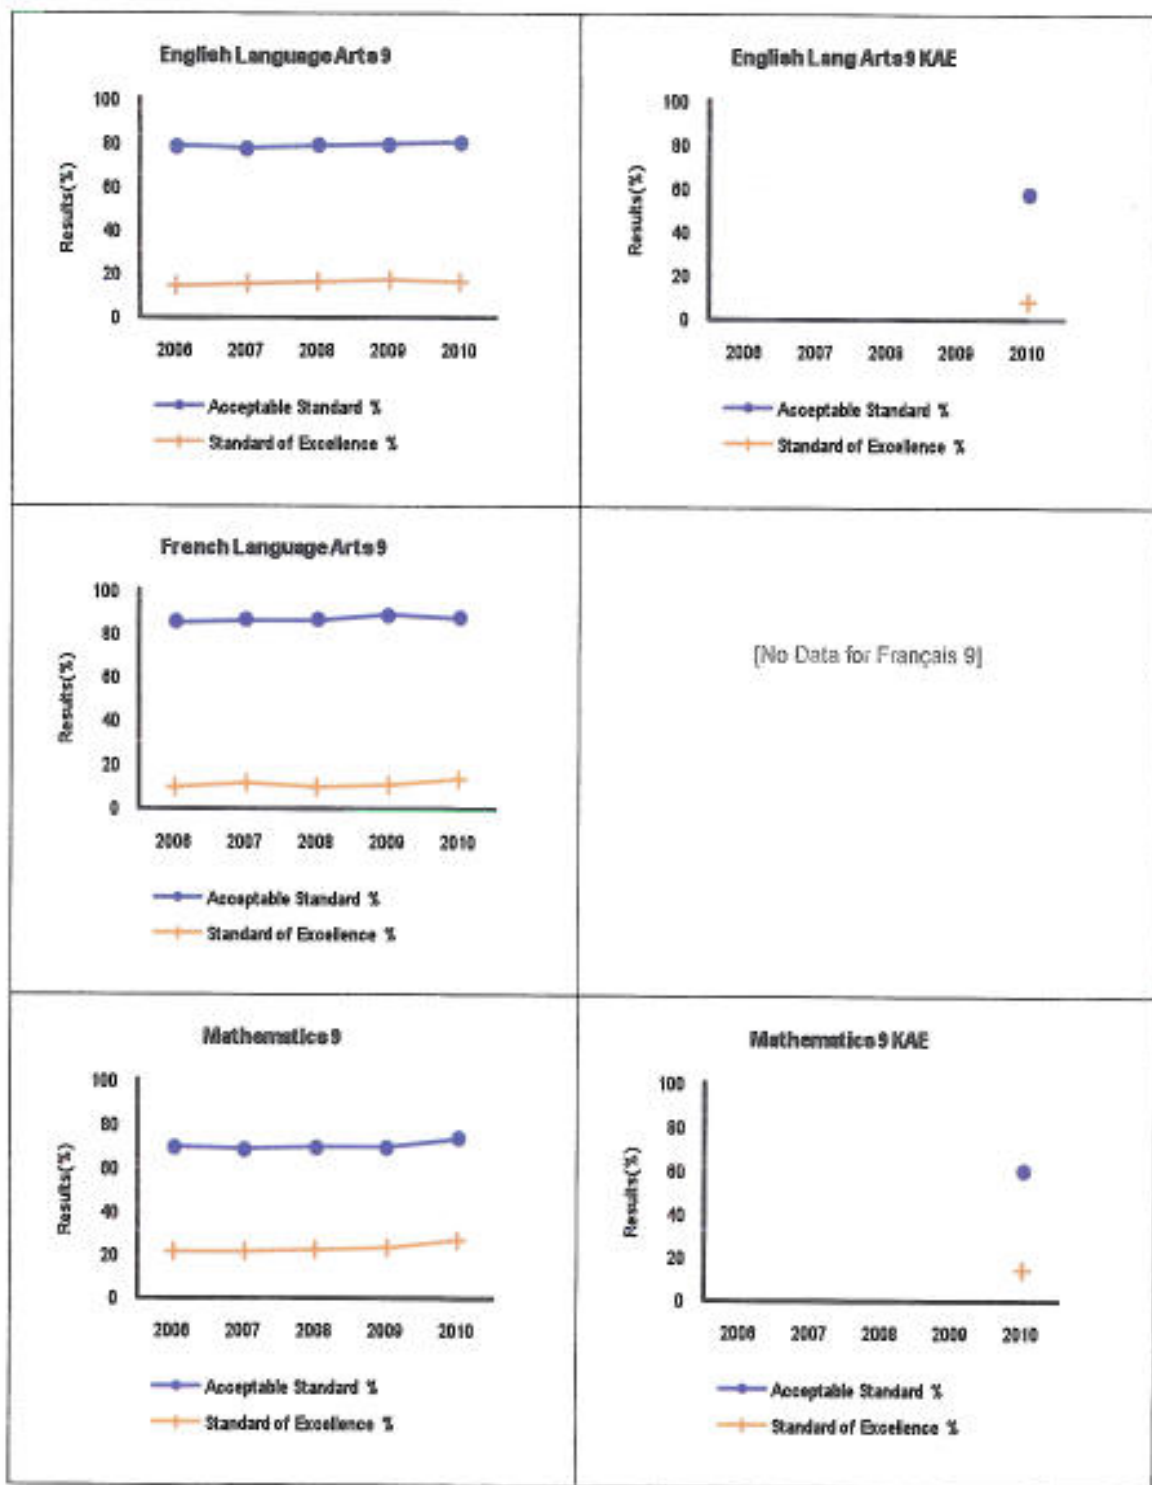 English Language Arts 9
100
80
60
40
20
0
Results(%)
2006 2007 2008 2009 2010
Acceptable Standard %
Standard of Excellence %
English Lang Arts 9 KAE
100
80
60
40
20
0
Results(%)
2006 2007 2008 2009 2010
Acceptable Standard %
Standard of Excellence %
French Language Arts 9
100
80
60
40
20
0
Results(%)
2006 2007 2008 2009 2010
Acceptable Standard %
Standard of Excellence %
[No Data for Français 9]
Mathematics 9
100
80
60
40
20
0
Results(%)
2006 2007 2008 2009 2010
Acceptable Standard %
Standard of Excellence %
Mathematics 9 KAE
100
80
60
40
20
0
Results(%)
2006 2007 2008 2009 2010
Acceptable Standard %
Standard of Excellence %